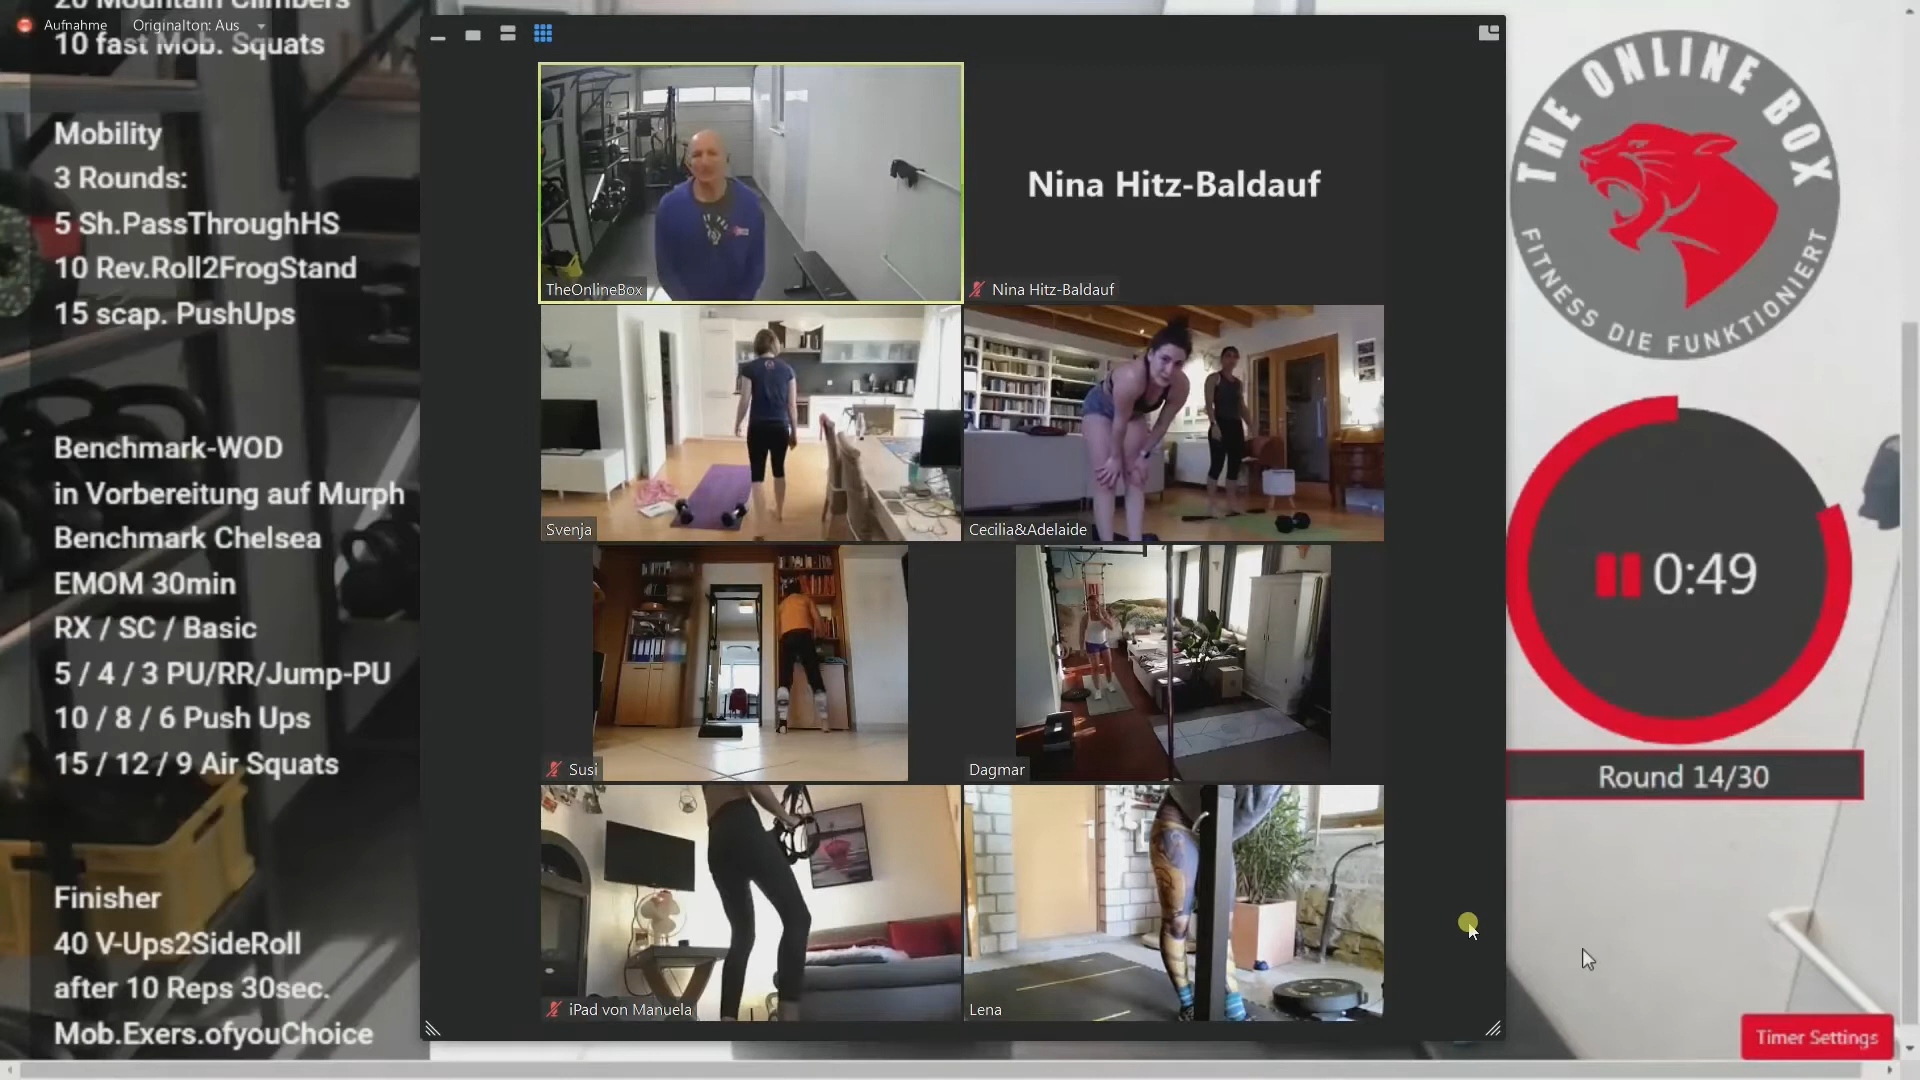 20 Mountain Climbers
Aufnahme
Originalton: Aus
10 fast Mob. Squats
Mobility
3 Rounds:
5 Sh.PassThroughHS
10 Rev.Roll2FrogStand
15 scap. PushUps
Benchmark-WOD
in Vorbereitung auf Murph
Benchmark Chelsea
EMOM 30min
RX / SC / Basic
5 / 4 / 3 PU/RR/Jump-PU
10 / 8 / 6 Push Ups
15 / 12 / 9 Air Squats
Finisher
40 V-Ups2SideRoll
after 10 Reps 30sec.
Mob.Exers.ofyouChoice
TheOnlineBox
Nina Hitz-Baldauf
Nina Hitz-Baldauf
Svenja
Cecilia&Adelaide
Susi
Dagmar
iPad von Manuela
Lena
THE ONLINE BOX
FITNESS DIE FUNKTIONIERT
0:49
Round 14/30
Timer Settings